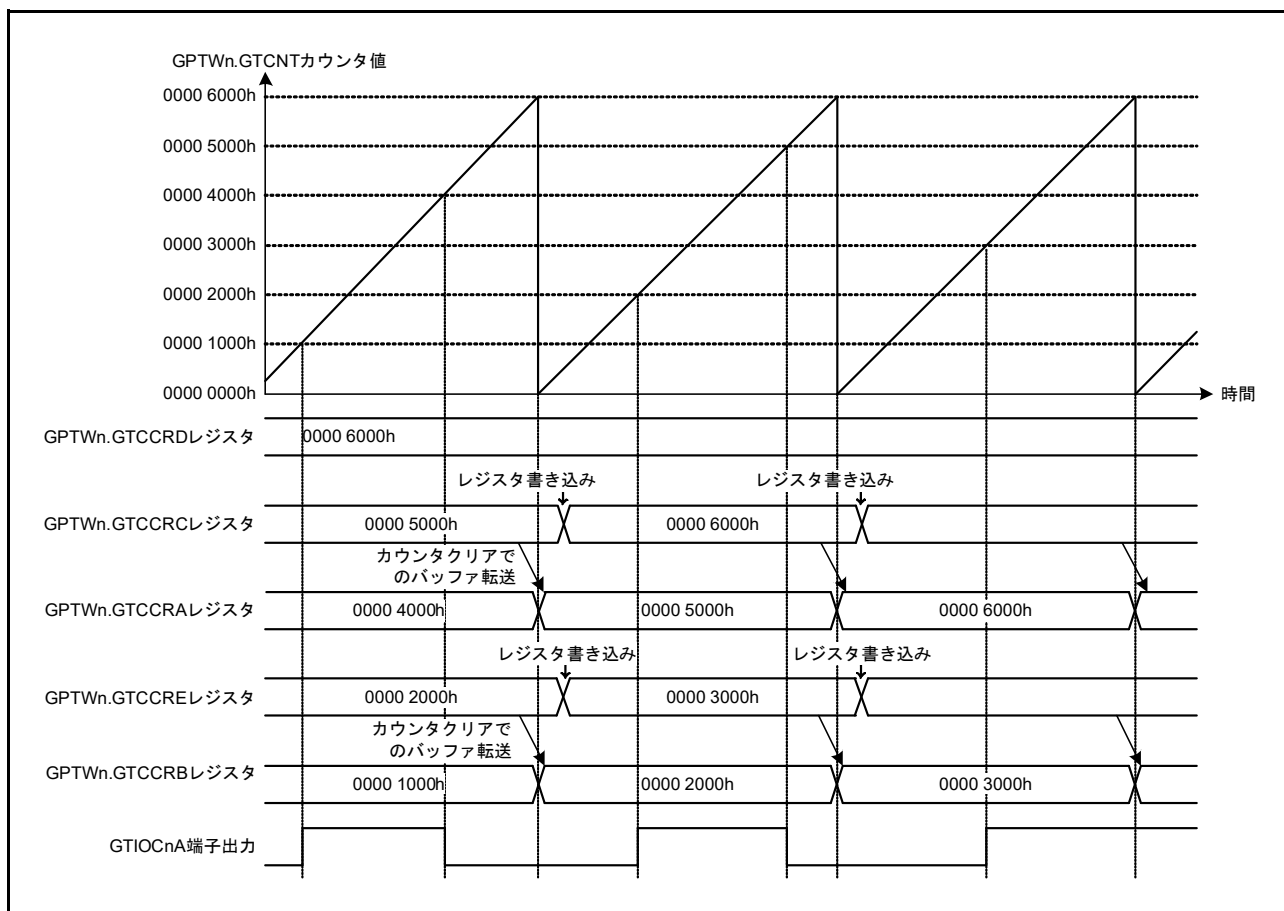 GPTWn.GTCNTカウンタ値
0000 6000h
0000 5000h
0000 4000h
0000 3000h
0000 2000h
0000 1000h
0000 0000h
時間
GPTWn.GTCCRDレジスタ
0000 6000h
レジスタ書き込み
レジスタ書き込み
GPTWn.GTCCRCレジスタ
0000 5000h
0000 6000h
カウンタクリアで
のバッファ転送
GPTWn.GTCCRAレジスタ
0000 4000h
0000 5000h
0000 6000h
レジスタ書き込み
レジスタ書き込み
GPTWn.GTCCREレジスタ
0000 2000h
0000 3000h
カウンタクリアで
のバッファ転送
GPTWn.GTCCRBレジスタ
0000 1000h
0000 2000h
0000 3000h
GTIOCnA端子出力